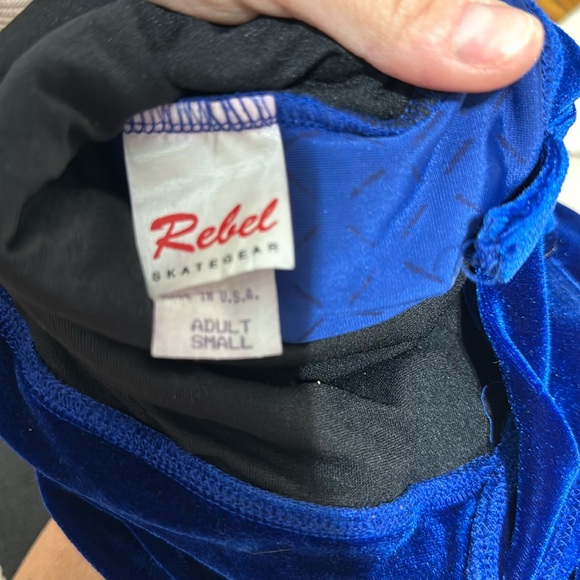 Rebel
SKATEGEAR
IN U.S.A.
ADULT
SMALL